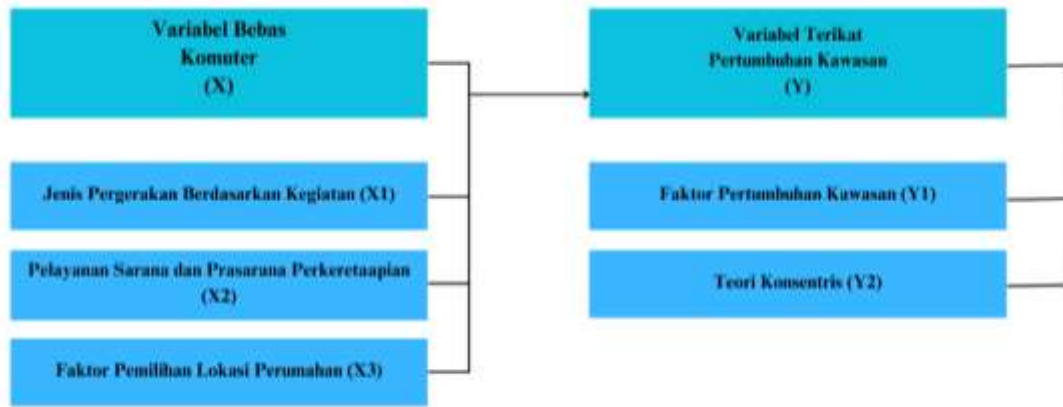 Variabel Bebas
Komuter
(X)
Jenis Pergerakan Berdasarkan Kegiatan (X1)
Pelayanan Sarana dan Prasarana Perkeretaapian
(X2)
Faktor Pemilihan Lokasi Perumahan (X3)
Variabel Terikat
Pertumbuhan Kawasan
(Y)
Faktor Pertumbuhan Kawasan (Y1)
Teori Konsentris (Y2)